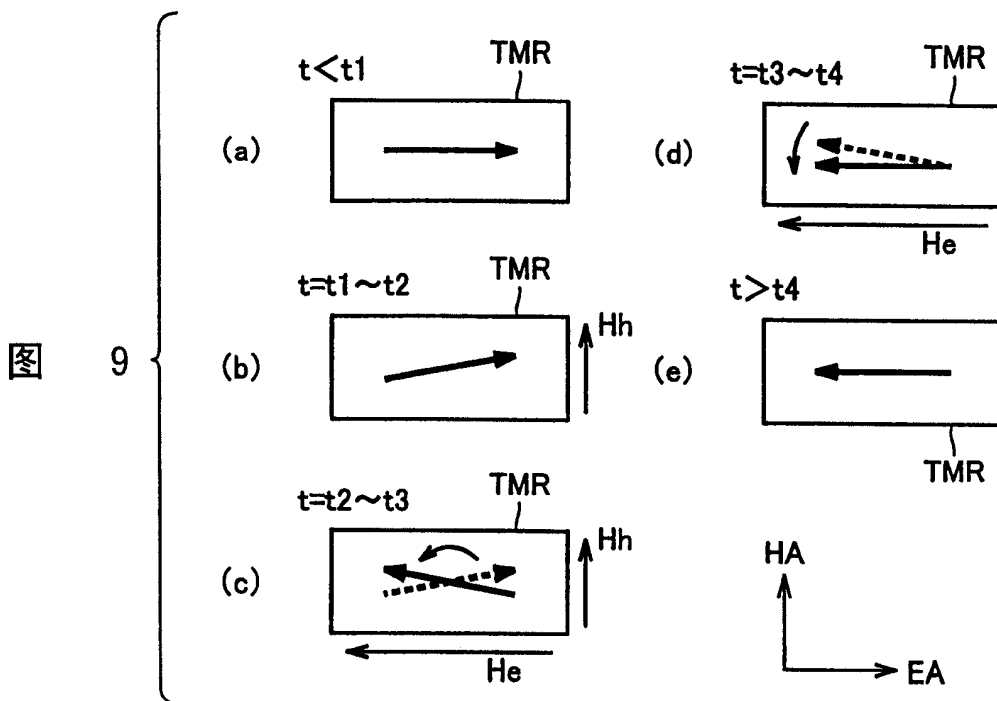 图 9
(a)
t<t1
TMR
(b)
t=t1~t2
TMR
Hh
(c)
t=t2~t3
TMR
Hh
He
(d)
t=t3~t4
TMR
He
(e)
t>t4
TMR
HA
EA